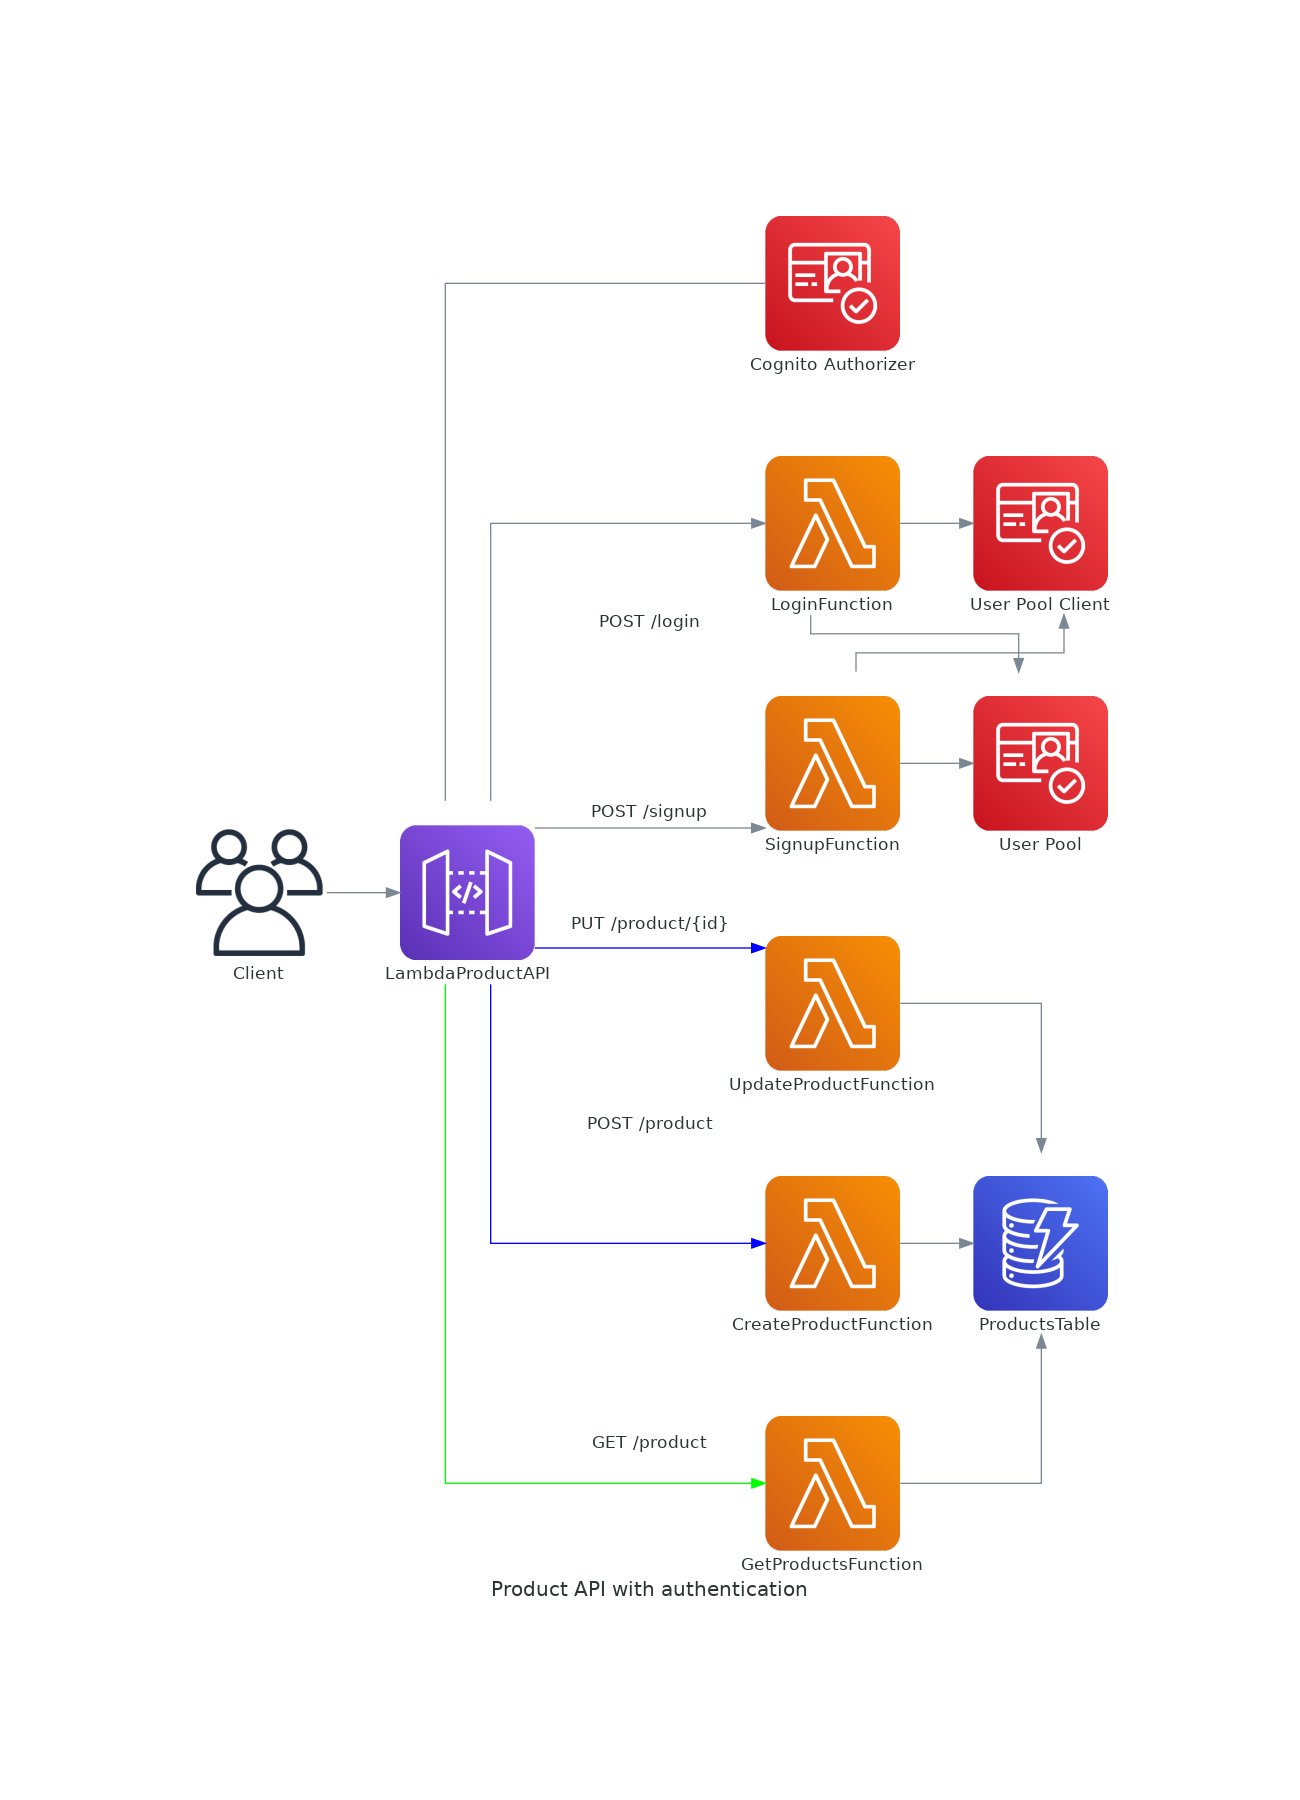 Cognito Authorizer
LoginFunction
User Pool Client
POST /login
POST /signup
SignupFunction
User Pool
PUT /product/{id}
Client
LambdaProductAPI
UpdateProductFunction
POST /product
CreateProductFunction
ProductsTable
GET /product
GetProductsFunction
Product API with authentication